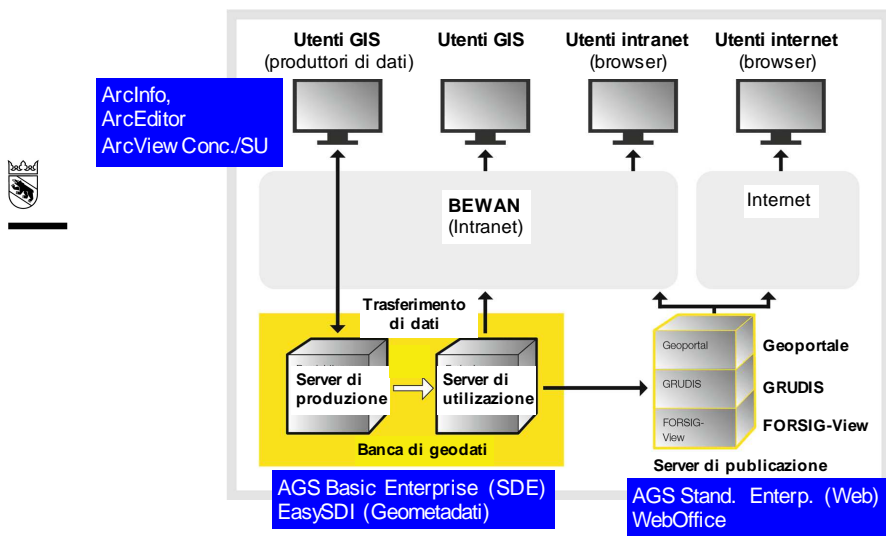 Utenti GIS
(produttori di dati)
Utenti GIS
Utenti intranet
(browser)
Utenti internet
(browser)
ArcInfo,
ArcEditor
ArcView Conc./SU
BEWAN
(Intranet)
Internet
Trasferimento
di dati
Server di
produzione
Server di
utilizazione
Banca di geodati
Geoportal
GRUDIS
FORSIG-
View
Geoportale
GRUDIS
FORSIG-View
Server di publicazione
AGS Basic Enterprise (SDE)
EasySDI (Geometadati)
AGS Stand. Enterp. (Web)
WebOffice